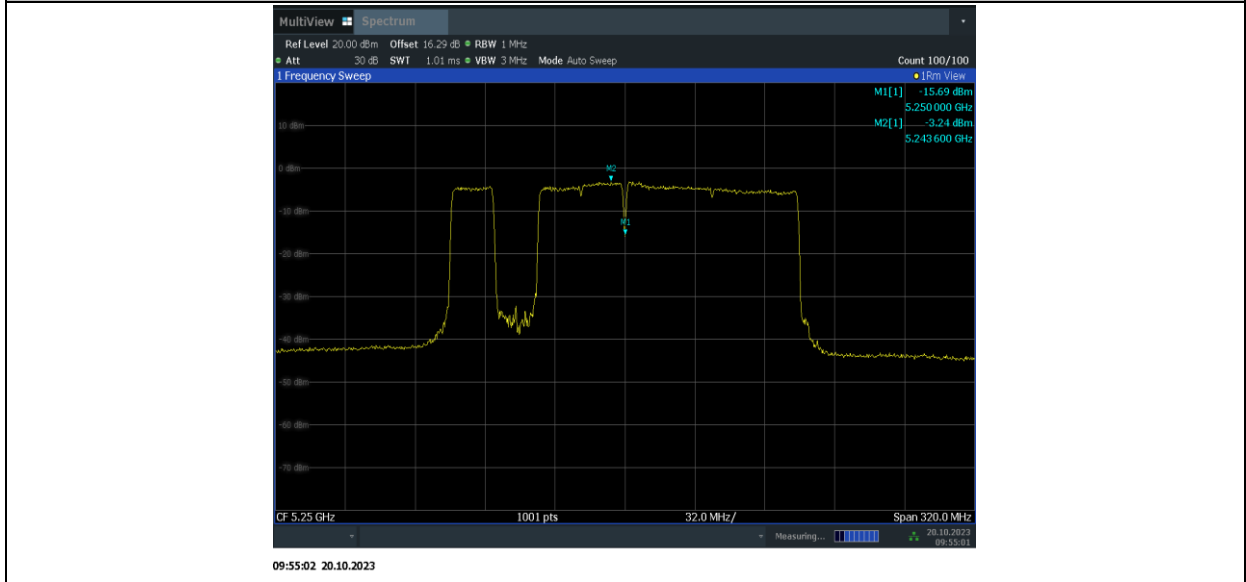 MultiView Spectrum
Ref Level 20.00 dBm Offset 16.29 dB RBW 1 MHz
Att 30 dB SWT 1.01 ms VBW 3 MHz Mode Auto Sweep Count 100/100
1 Frequency Sweep 1Rm View
M1[1] -15.69 dBm
5.250 000 GHz
10 dBm M2[1] -3.24 dBm
5.243 600 GHz
0 dBm M2
-10 dBm
M1
-20 dBm
-30 dBm
-40 dBm
-50 dBm
-60 dBm
-70 dBm
CF 5.25 GHz 1001 pts 32.0 MHz/ Span 320.0 MHz
Measuring... 20.10.2023
09:55:01
09:55:02 20.10.2023